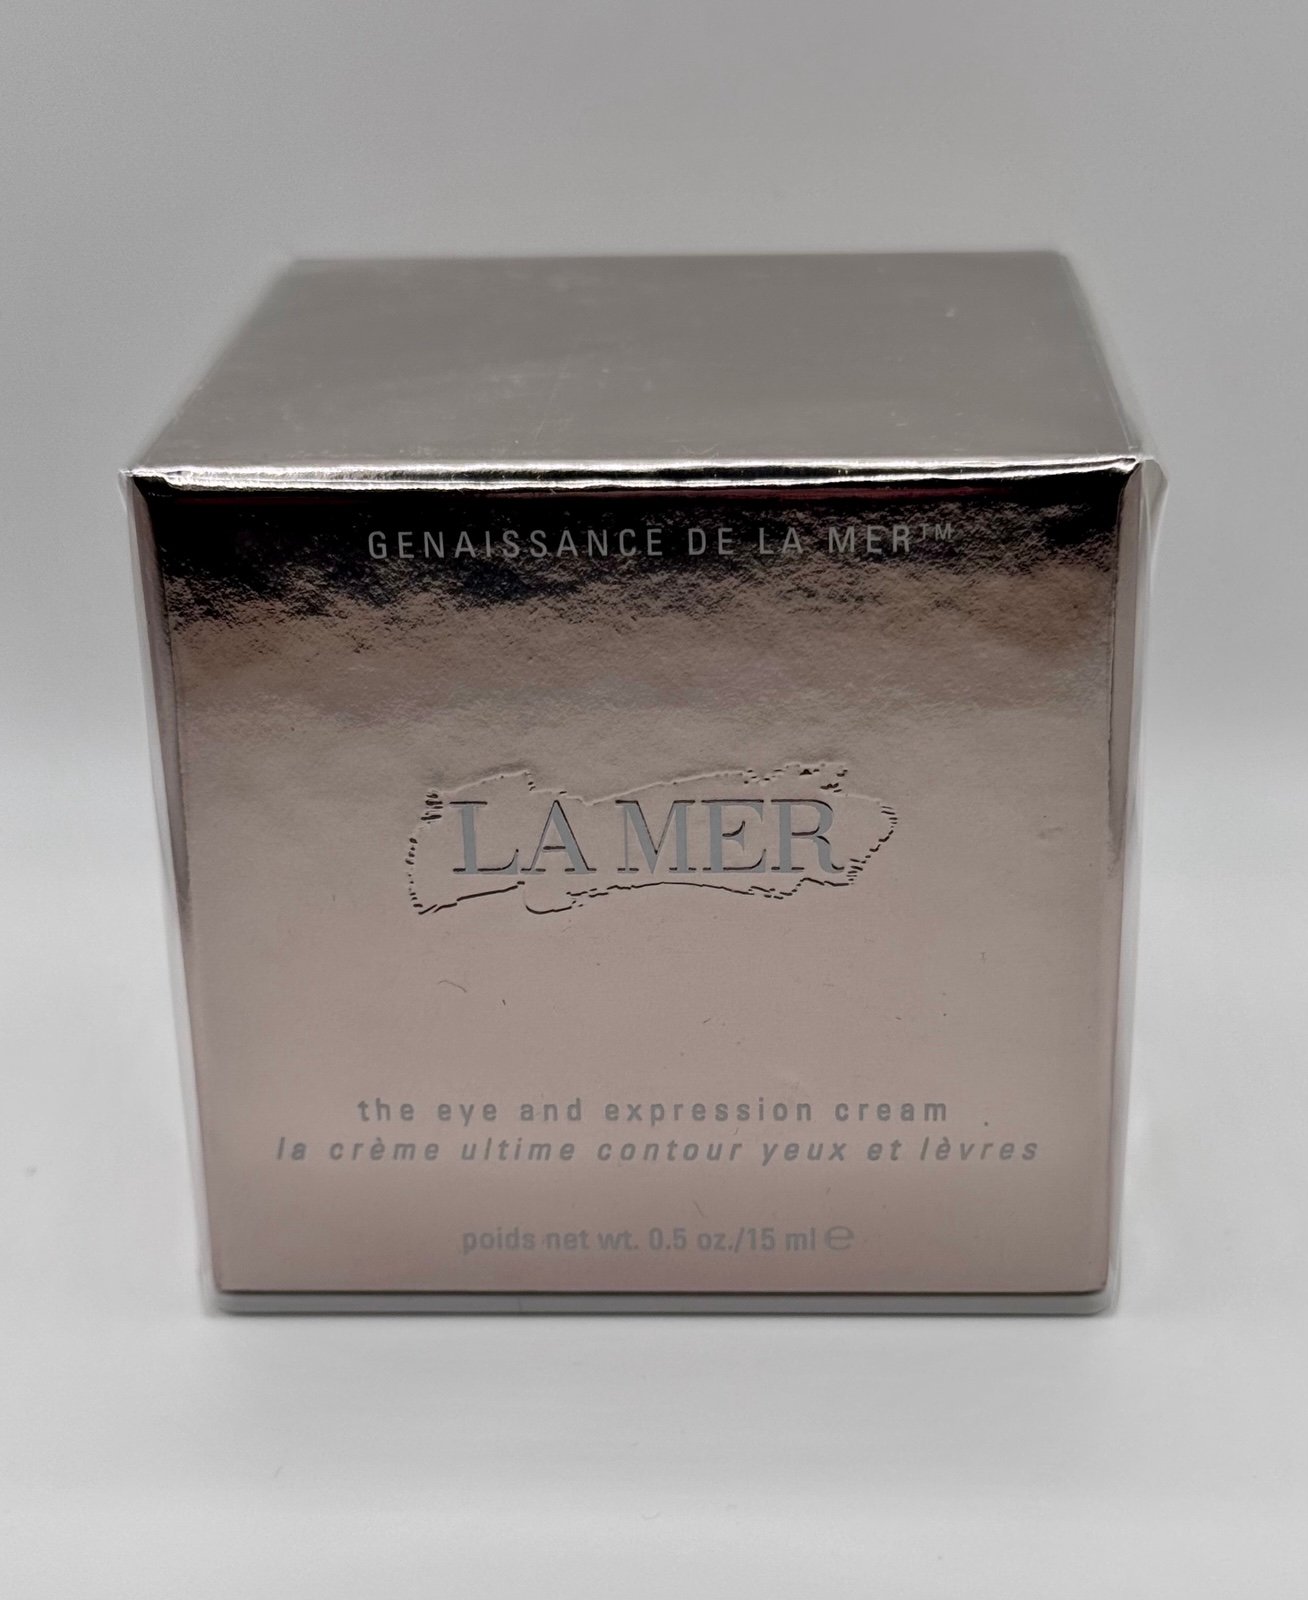 GENAISSANCE DE LA MER™
LA MER
the eye and expression cream
la crème ultime contour yeux et lèvres
poids net wt. 0.5 oz./15 ml ℮